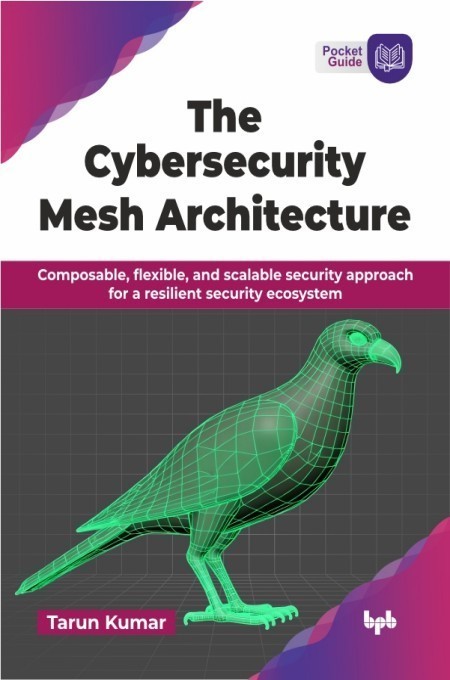 Pocket
Guide
The
Cybersecurity
Mesh Architecture
Composable, flexible, and scalable security approach
for a resilient security ecosystem
Tarun Kumar
bpb